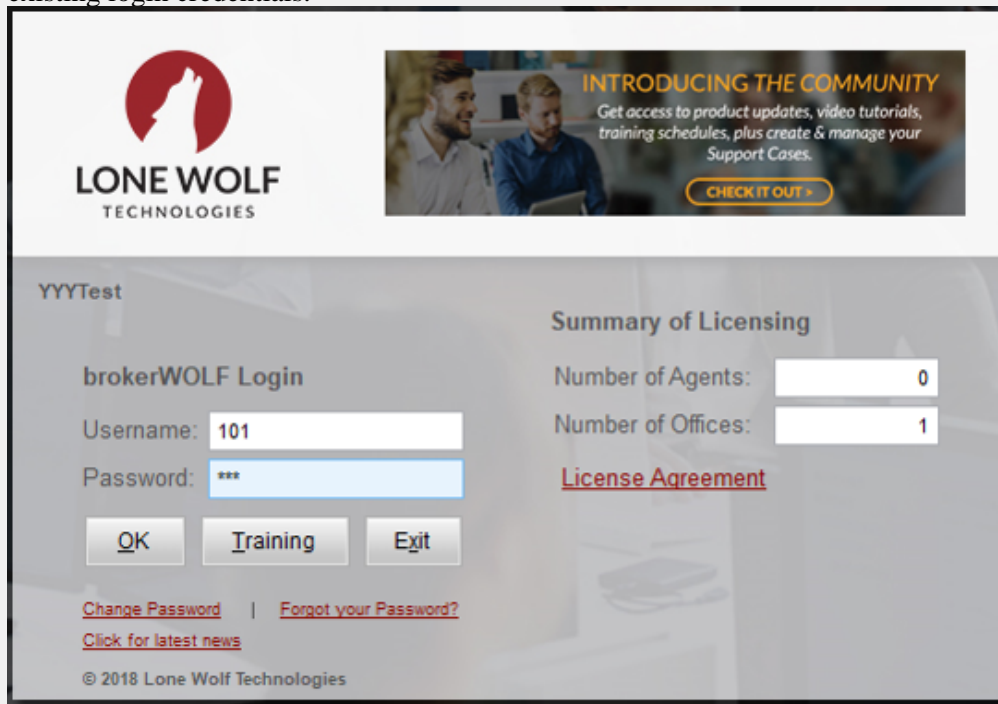 existing login credentials.
LONE WOLF
TECHNOLOGIES
INTRODUCING THE COMMUNITY
Get access to product updates, video tutorials,
training schedules, plus create & manage your
Support Cases.
CHECK IT OUT >
YYYTest
brokerWOLF Login
Username: 101
Password: ***
OK Training Exit
Change Password | Forgot your Password?
Click for latest news
© 2018 Lone Wolf Technologies
Summary of Licensing
Number of Agents: 0
Number of Offices: 1
License Agreement